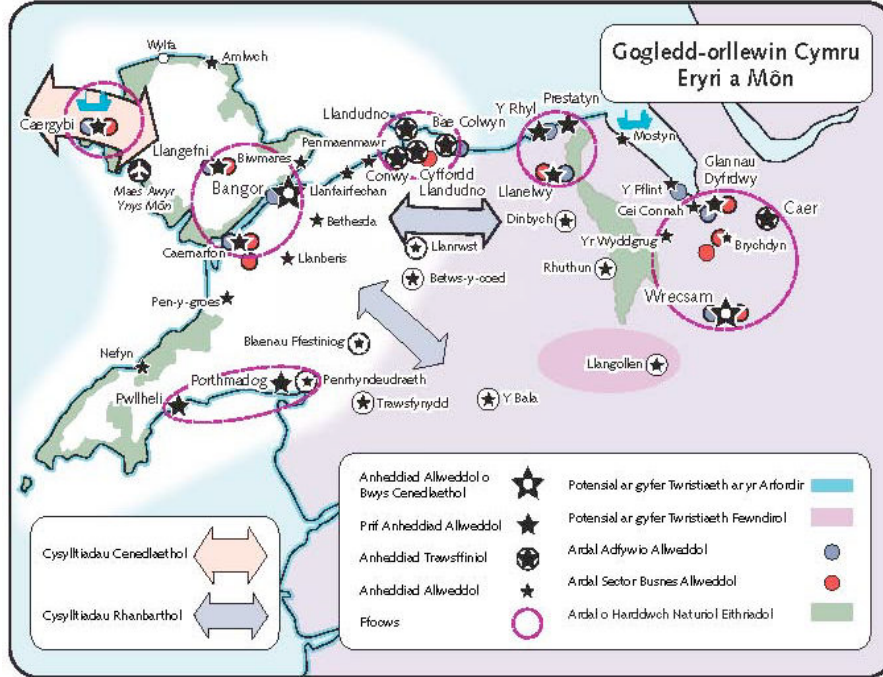 Gogledd-orllewin Cymru
Eryri a Môn
Wylfa
Amlwch
Caergybi
Llangefni
Biwmares
Penmaenmawr
Llandudno
Bae Colwyn
Y Rhyl
Prestatyn
Mostyn
Maes Awyr
Ynys Môn
Bangor
Llanfairfechan
Conwy
Cyffordd
Llandudno
Llanelwy
Y Fflint
Glannau
Dyfrdwy
Cei Connah
Caer
Bethesda
Dinbych
Yr Wyddgrug
Brychdyn
Caernarfon
Llanberis
Llanrwst
Betws-y-coed
Rhuthun
Pen-y-groes
Wrecsam
Blaenau Ffestiniog
Nefyn
Llangollen
Porthmadog
Penrhyndeudraeth
Pwllheli
Trawsfynydd
Y Bala
Anheddiad Allweddol o
Bwys Cenedlaethol
Prif Anheddiad Allweddol
Anheddiad Trawsffiniol
Anheddiad Allweddol
Ffocws
Potensial ar gyfer Twristiaeth ar yr Arfordir
Potensial ar gyfer Twristiaeth Fewndirol
Ardal Adfywio Allweddol
Ardal Sector Busnes Allweddol
Ardal o Harddwch Naturiol Eithriadol
Cysylltiadau Cenedlaethol
Cysylltiadau Rhanbarthol